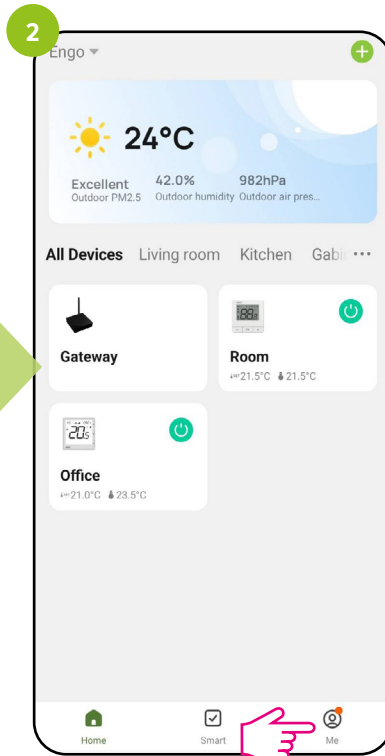 2
Engo
24°C
Excellent 42.0% 982hPa
Outdoor PM2.5 Outdoor humidity Outdoor air pres...
All Devices Living room Kitchen Gabi ...
Gateway
Room
21.5°C 21.5°C
Office
21.0°C 23.5°C
Home Smart Me